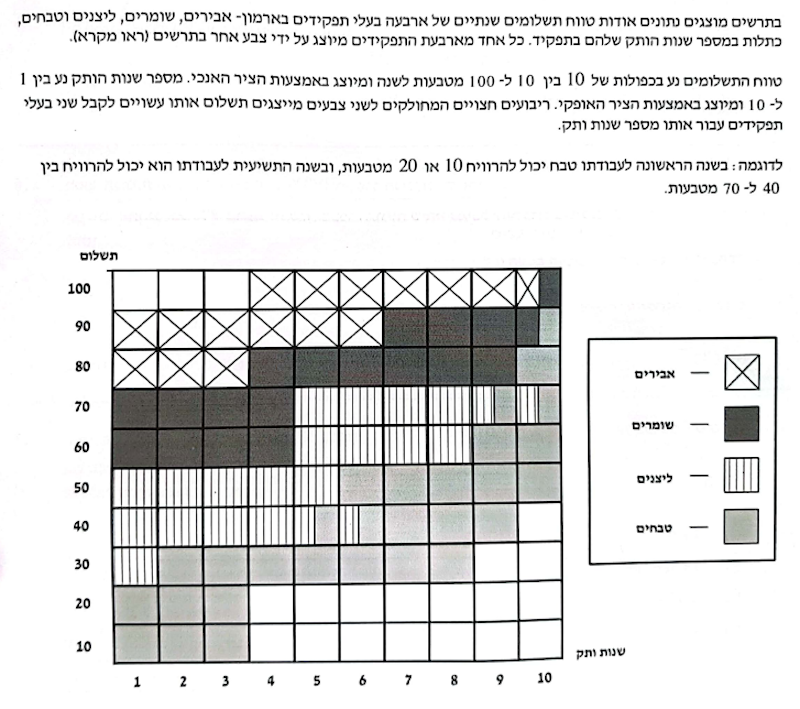 בתרשים מוצגים נתונים אודות טווח תשלומים שנתיים של ארבעה בעלי תפקידים בארמון- אבירים, שומרים, ליצנים וטבחים,
כתלות במספר שנות הותק שלהם בתפקיד. כל אחד מארבעת התפקידים מיוצג על ידי צבע אחר בתרשים (ראו מקרא).
טווח התשלומים נע בכפולות של 10 בין 10 ל- 100 מטבעות לשנה ומיוצג באמצעות הציר האנכי. מספר שנות הותק נע בין 1
ל- 10 ומיוצג באמצעות הציר האופקי. ריבועים חצויים המחולקים לשני צבעים מייצגים תשלום אותו עשויים לקבל שני בעלי
תפקידים עבור אותו מספר שנות ותק.
לדוגמה: בשנה הראשונה לעבודתו טבח יכול להרוויח 10 או 20 מטבעות, ובשנה התשיעית לעבודתו הוא יכול להרוויח בין
40 ל- 70 מטבעות.
תשלום
100
90
80
70
60
50
40
30
20
10
1 2 3 4 5 6 7 8 9 10
שנות ותק
אבירים
שומרים
ליצנים
טבחים